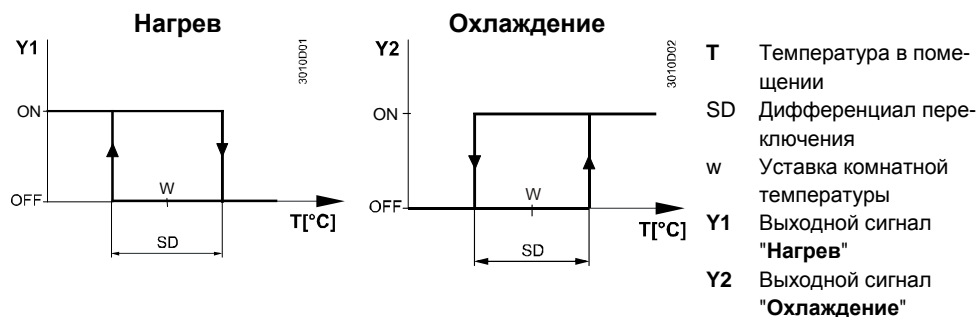 Нагрев
Y1
3010D01
ON
W
OFF
T[°C]
SD
Охлаждение
Y2
3010D02
ON
W
OFF
T[°C]
SD
T Температура в поме-
щении
SD Дифференциал пере-
ключения
w Уставка комнатной
температуры
Y1 Выходной сигнал
"Нагрев"
Y2 Выходной сигнал
"Охлаждение"